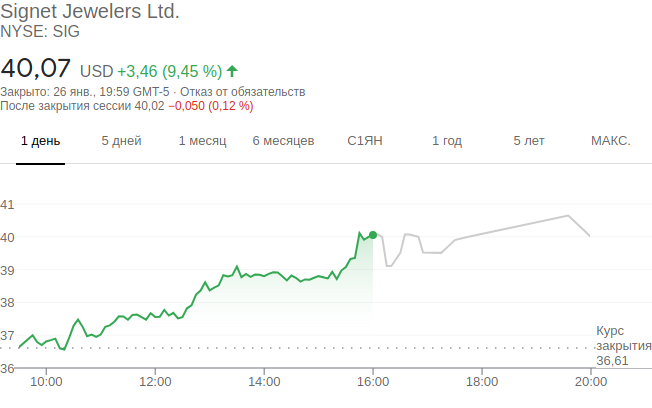 Signet Jewelers Ltd.
NYSE: SIG
40,07 USD +3,46 (9,45 %)
Закрыто: 26 янв., 19:59 GMT-5 · Отказ от обязательств
После закрытия сессии 40,02 −0,050 (0,12 %)
1 день 5 дней 1 месяц 6 месяцев С1ЯН 1 год 5 лет МАКС.
41
40
39
38
37
Курс
закрытия
36,61
36
10:00 12:00 14:00 16:00 18:00 20:00